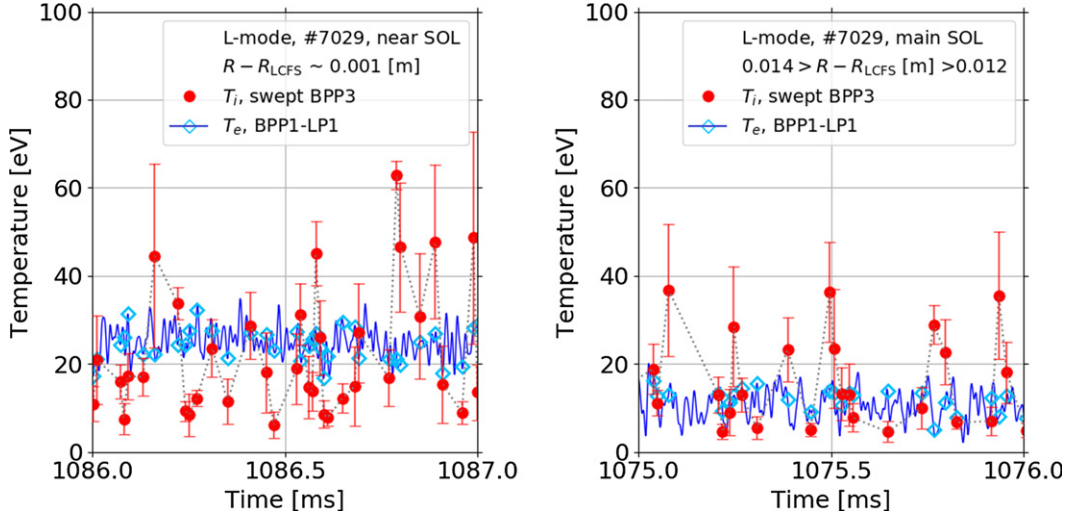 L-mode, #7029, near SOL
R − R_LCFS ~ 0.001 [m]
T_i, swept BPP3
T_e, BPP1-LP1
100
80
60
40
20
0
Temperature [eV]
1086.0
1086.5
1087.0
Time [ms]
L-mode, #7029, main SOL
0.014 > R − R_LCFS [m] >0.012
T_i, swept BPP3
T_e, BPP1-LP1
100
80
60
40
20
0
Temperature [eV]
1075.0
1075.5
1076.0
Time [ms]